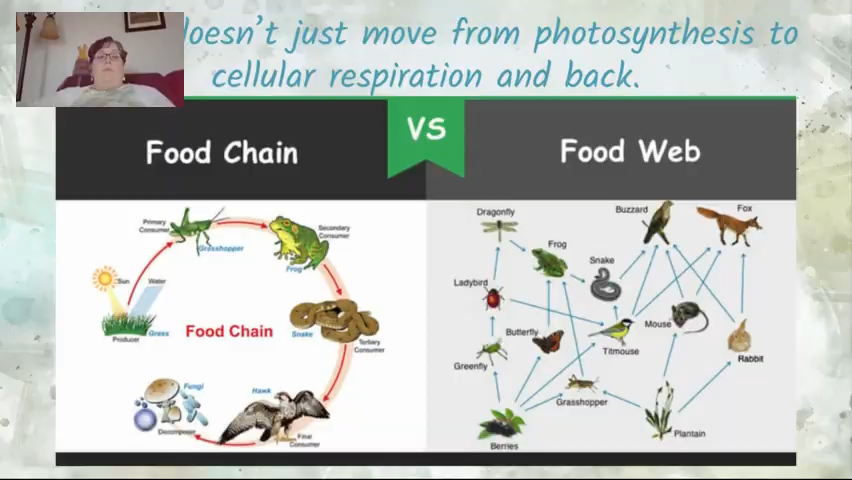 doesn't just move from photosynthesis to
cellular respiration and back.
Food Chain
VS
Food Web
Primary
Consumer
Grasshopper
Secondary
Consumer
Frog
Sun
Water
Grass
Producer
Food Chain
Snake
Tertiary
Consumer
Fungi
Decomposer
Hawk
Final
Consumer
Dragonfly
Buzzard
Fox
Frog
Snake
Ladybird
Butterfly
Titmouse
Mouse
Rabbit
Greenfly
Grasshopper
Berries
Plantain